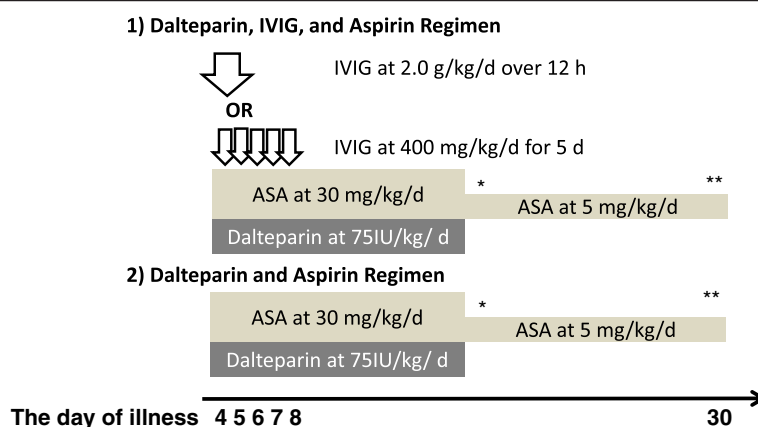 1) Dalteparin, IVIG, and Aspirin Regimen
IVIG at 2.0 g/kg/d over 12 h
OR
IVIG at 400 mg/kg/d for 5 d
ASA at 30 mg/kg/d
*
**
ASA at 5 mg/kg/d
Dalteparin at 75IU/kg/ d
2) Dalteparin and Aspirin Regimen
ASA at 30 mg/kg/d
*
**
ASA at 5 mg/kg/d
Dalteparin at 75IU/kg/ d
The day of illness 4 5 6 7 8 30